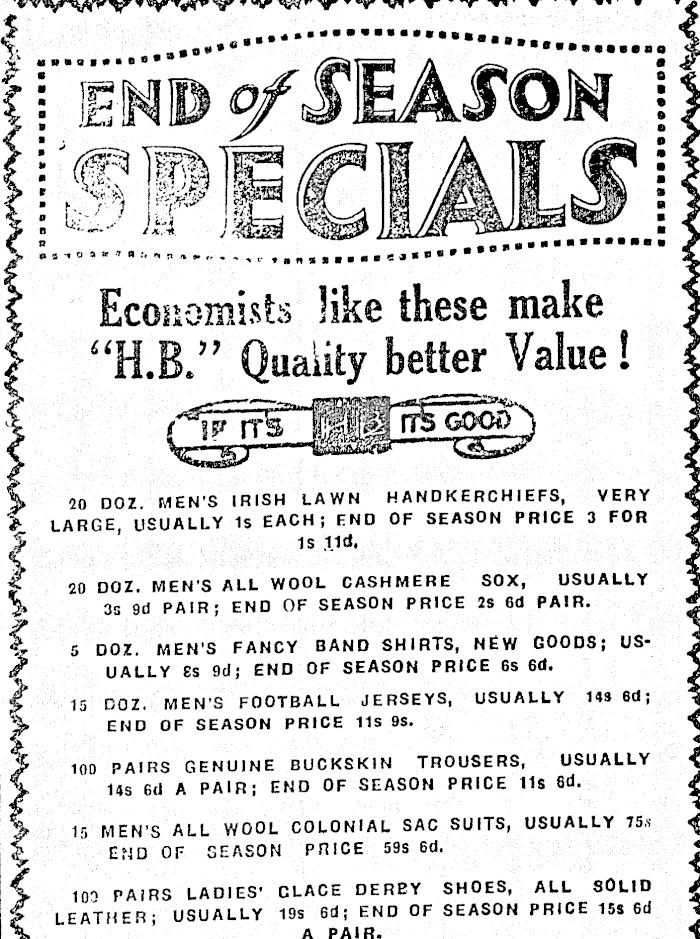 END of SEASON
SPECIALS
Economists like these make
"H.B." Quality better Value!
IF ITS HB ITS GOOD
20 DOZ. MEN'S IRISH LAWN HANDKERCHIEFS, VERY
LARGE, USUALLY 1s EACH; END OF SEASON PRICE 3 FOR
1s 11d,
20 DOZ. MEN'S ALL WOOL CASHMERE SOX, USUALLY
3s 9d PAIR; END OF SEASON PRICE 2s 6d PAIR.
5 DOZ. MEN'S FANCY BAND SHIRTS, NEW GOODS; US-
UALLY 8s 9d; END OF SEASON PRICE 6s 6d.
15 DOZ. MEN'S FOOTBALL JERSEYS, USUALLY 14s 6d;
END OF SEASON PRICE 11s 9s.
100 PAIRS GENUINE BUCKSKIN TROUSERS, USUALLY
14s 6d A PAIR; END OF SEASON PRICE 11s 6d.
15 MEN'S ALL WOOL COLONIAL SAC SUITS, USUALLY 75s
END OF SEASON PRICE 59s 6d.
100 PAIRS LADIES' GLACE DERBY SHOES, ALL SOLID
LEATHER; USUALLY 19s 6d; END OF SEASON PRICE 15s 6d
A PAIR.